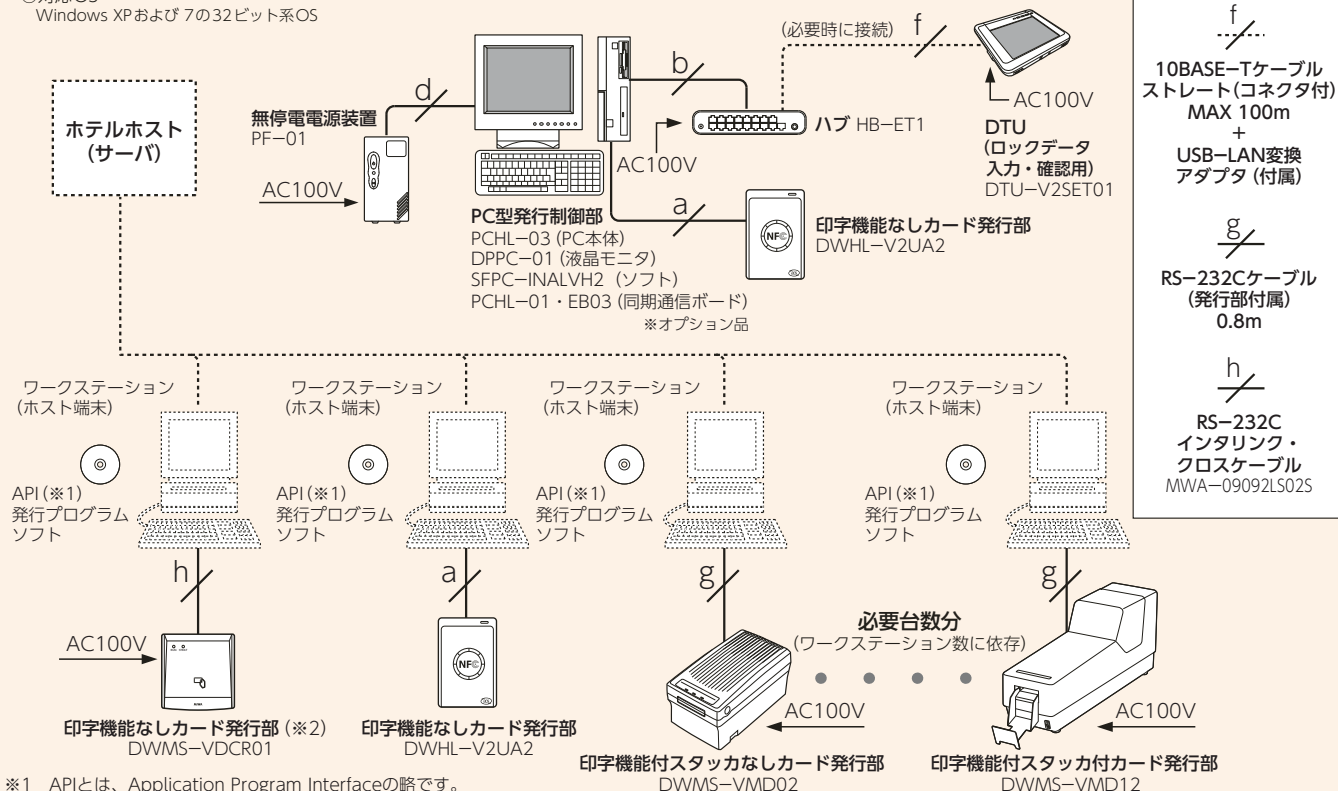 Windows XPおよび 7の32ビット系OS
ホテルホスト
(サーバ)
無停電電源装置
PF−01
AC100V
d
PC型発行制御部
PCHL−03 (PC本体)
DPPC−01 (液晶モニタ)
SFPC−INALVH2 (ソフト)
PCHL−01・EB03 (同期通信ボード)
※オプション品
b
(必要時に接続)
f
AC100V
ハブ HB−ET1
AC100V
DTU
(ロックデータ
入力・確認用)
DTU−V2SET01
a
NFC
印字機能なしカード発行部
DWHL−V2UA2
f
10BASE−Tケーブル
ストレート(コネクタ付)
MAX 100m
+
USB−LAN変換
アダプタ (付属)
g
RS−232Cケーブル
(発行部付属)
0.8m
h
RS−232C
インタリンク・
クロスケーブル
MWA−09092LS02S
ワークステーション
(ホスト端末)
API(※1)
発行プログラム
ソフト
h
AC100V
印字機能なしカード発行部 (※2)
DWMS−VDCR01
ワークステーション
(ホスト端末)
API(※1)
発行プログラム
ソフト
a
NFC
印字機能なしカード発行部
DWHL−V2UA2
ワークステーション
(ホスト端末)
API(※1)
発行プログラム
ソフト
g
AC100V
印字機能付スタッカなしカード発行部
DWMS−VMD02
必要台数分
(ワークステーション数に依存)
ワークステーション
(ホスト端末)
API(※1)
発行プログラム
ソフト
g
AC100V
印字機能付スタッカ付カード発行部
DWMS−VMD12
※1 APIとは、Application Program Interfaceの略です。